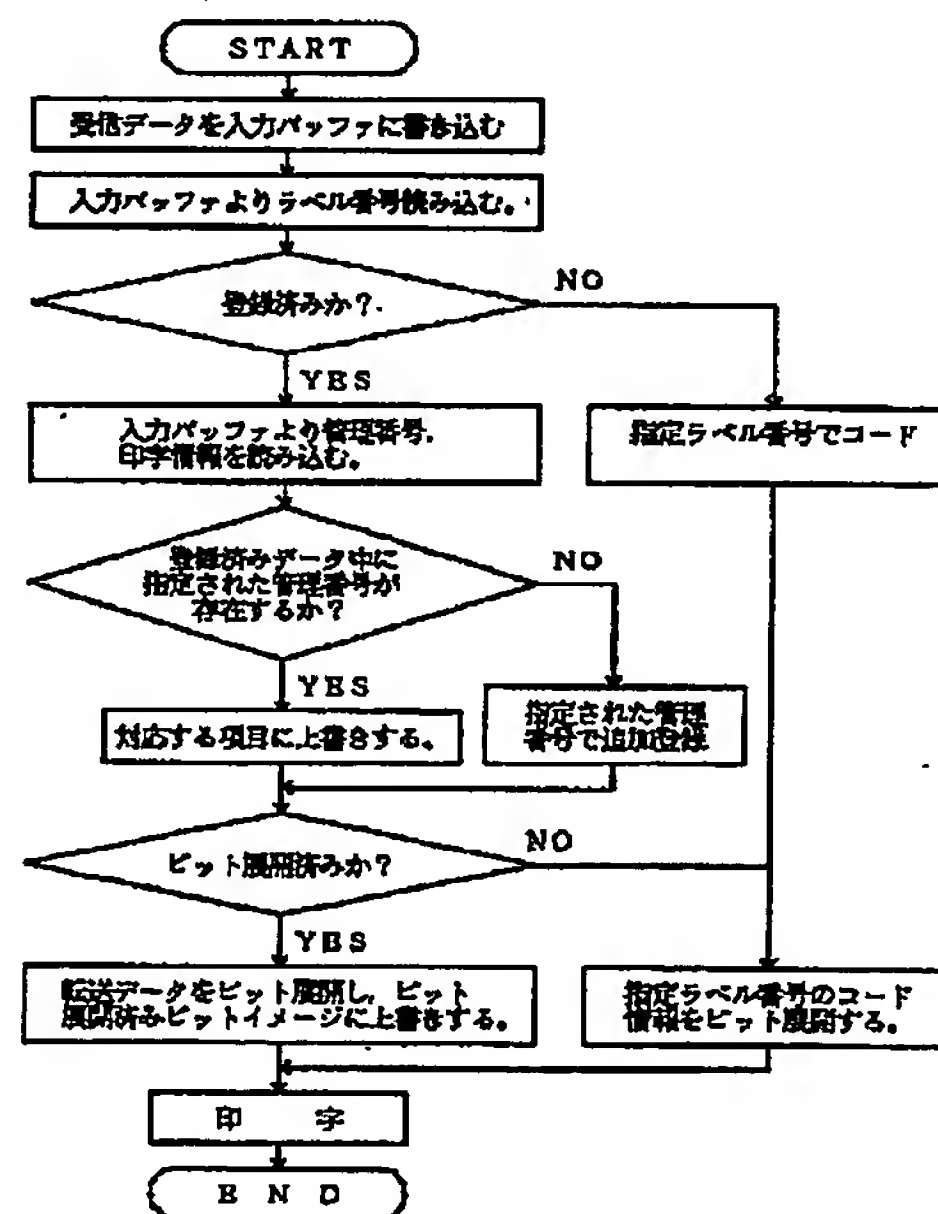 START
受信データを入力バッファに書き込む
入力バッファよりラベル番号読み込む。
登録済みか?
NO
YES
入力バッファより管理番号,
印字情報を読み込む。
指定ラベル番号でコード
登録済みデータ中に
指定された管理番号が
存在するか?
NO
YES
対応する項目に上書きする。
指定された管理
番号で追加登録
ビット展開済みか?
NO
YES
転送データをビット展開し, ビット
展開済みビットイメージに上書きする。
指定ラベル番号のコード
情報をビット展開する。
印 字
END